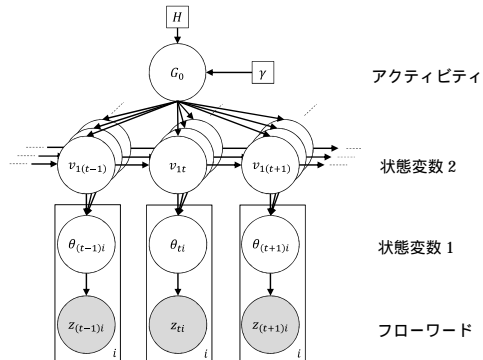 H
G₀
γ
アクティビティ
v₁₍ₜ₋₁₎ v₁ₜ v₁₍ₜ₊₁₎ 状態変数 2
θ₍ₜ₋₁₎ᵢ θₜᵢ θ₍ₜ₊₁₎ᵢ 状態変数 1
z₍ₜ₋₁₎ᵢ zₜᵢ z₍ₜ₊₁₎ᵢ フローワード
i i i